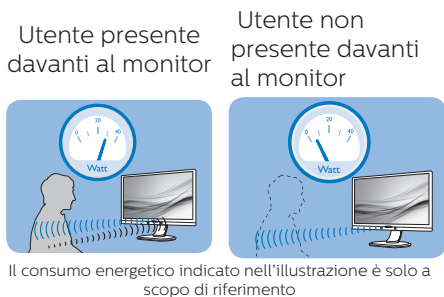 Utente presente
davanti al monitor
Utente non
presente davanti
al monitor
0 20 40
Watt
0 20 40
Watt
Il consumo energetico indicato nell'illustrazione è solo a
scopo di riferimento